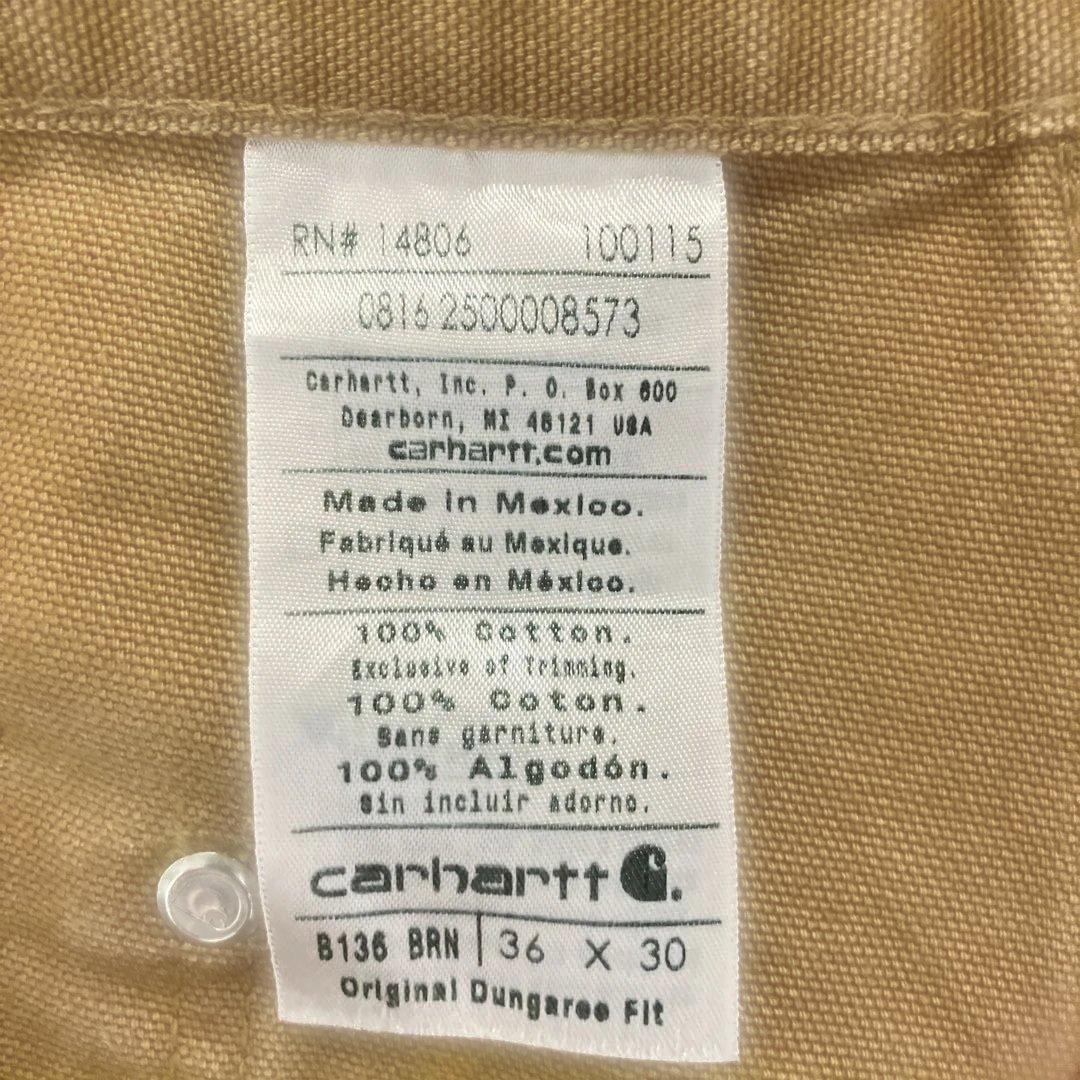 RN# 14806 100115
0816 2500008573
Carhartt, Inc. P. O. Box 600
Dearborn, MI 48121 USA
carhartt.com
Made in Mexico.
Fabriqué au Mexique.
Hecho en México.
100% Cotton.
Exclusive of Trimming.
100% Coton.
Sans garniture.
100% Algodón.
Sin incluir adorno.
carhartt
B136 BRN | 36 X 30
Original Dungaree Fit